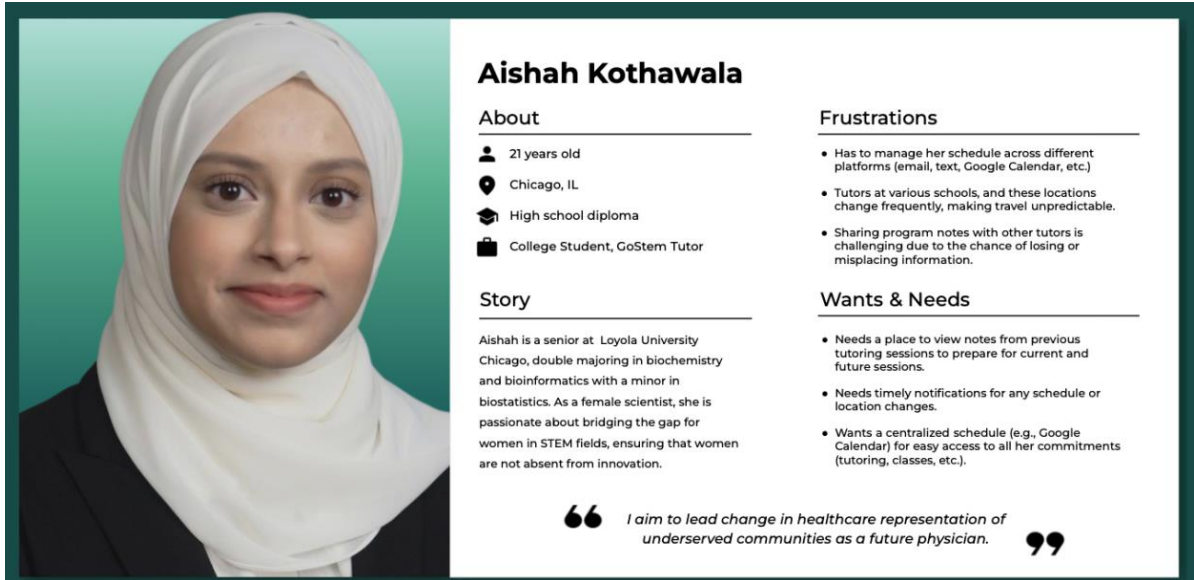 Aishah Kothawala
About
21 years old
Chicago, IL
High school diploma
College Student, GoStem Tutor
Story
Aishah is a senior at Loyola University
Chicago, double majoring in biochemistry
and bioinformatics with a minor in
biostatistics. As a female scientist, she is
passionate about bridging the gap for
women in STEM fields, ensuring that women
are not absent from innovation.
Frustrations
• Has to manage her schedule across different
platforms (email, text, Google Calendar, etc.)
• Tutors at various schools, and these locations
change frequently, making travel unpredictable.
• Sharing program notes with other tutors is
challenging due to the chance of losing or
misplacing information.
Wants & Needs
• Needs a place to view notes from previous
tutoring sessions to prepare for current and
future sessions.
• Needs timely notifications for any schedule or
location changes.
• Wants a centralized schedule (e.g., Google
Calendar) for easy access to all her commitments
(tutoring, classes, etc.).
“ I aim to lead change in healthcare representation of
underserved communities as a future physician. ”